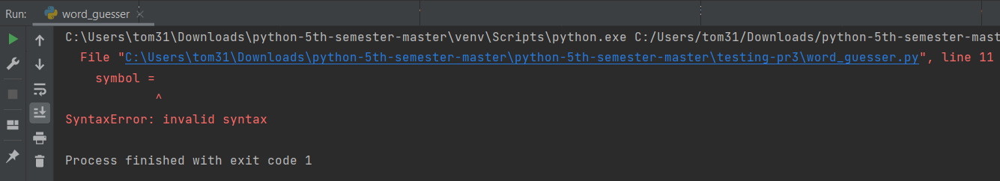 Run: word_guesser ×
C:\Users\tom31\Downloads\python-5th-semester-master\venv\Scripts\python.exe C:/Users/tom31/Downloads/python-5th-semester-mast
File "C:\Users\tom31\Downloads\python-5th-semester-master\python-5th-semester-master\testing-pr3\word_guesser.py", line 11
symbol =
^
SyntaxError: invalid syntax
Process finished with exit code 1